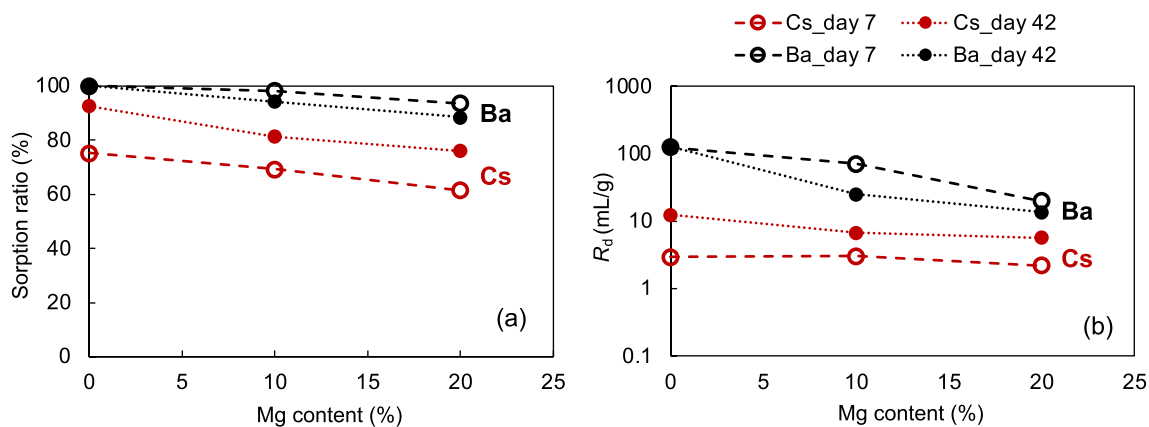 Cs_day 7 Cs_day 42
Ba_day 7 Ba_day 42
100
80
60
40
20
0
Sorption ratio (%)
Ba
Cs
(a)
0 5 10 15 20 25
Mg content (%)
1000
100
10
1
0.1
Rd (mL/g)
Ba
Cs
(b)
0 5 10 15 20 25
Mg content (%)